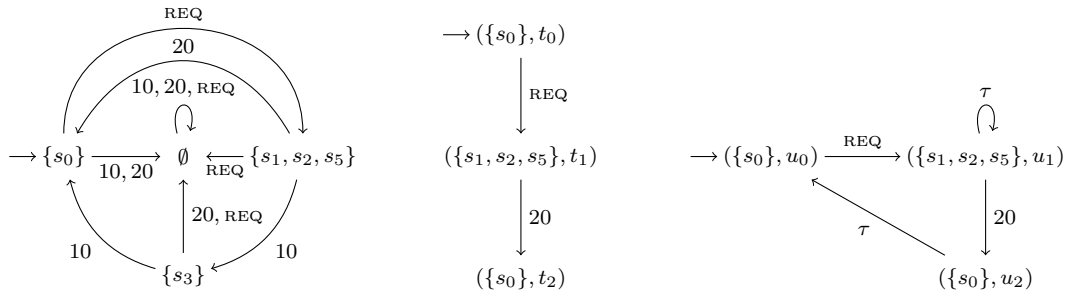 REQ
20
10, 20, REQ
{s₀} 10, 20 ∅ REQ {s₁, s₂, s₅}
20, REQ
10 10
{s₃}
({s₀}, t₀)
REQ
({s₁, s₂, s₅}, t₁)
20
({s₀}, t₂)
τ
({s₀}, u₀) REQ ({s₁, s₂, s₅}, u₁)
20
τ
({s₀}, u₂)